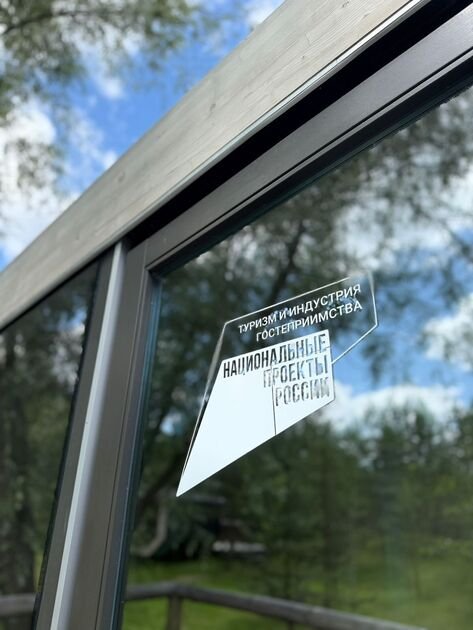 ТУРИЗМ И ИНДУСТРИЯ
ГОСТЕПРИИМСТВА
НАЦИОНАЛЬНЫЕ
ПРОЕКТЫ
РОССИИ